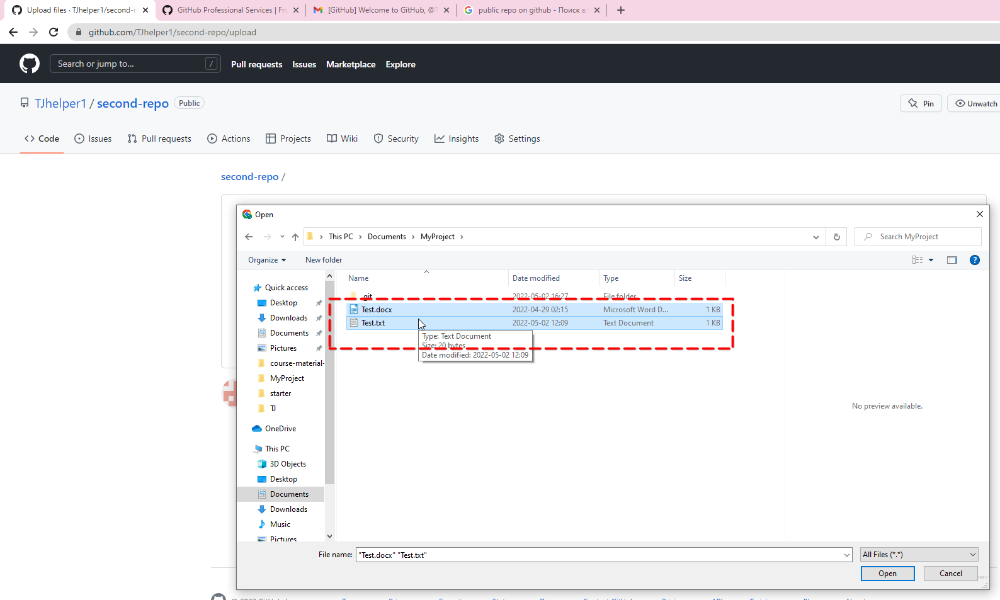 Upload files · TJhelper1/second-r
GitHub Professional Services | Fro
[GitHub] Welcome to GitHub, @T
public repo on github - Поиск в
github.com/TJhelper1/second-repo/upload
Search or jump to...
/
Pull requests
Issues
Marketplace
Explore
TJhelper1 / second-repo
Public
Pin
Unwatch
<> Code
Issues
Pull requests
Actions
Projects
Wiki
Security
Insights
Settings
second-repo /
Open
This PC > Documents > MyProject >
Search MyProject
Organize
New folder
?
Name
Date modified
Type
Size
.git
2022-05-02 16:27
File folder
Test.docx
2022-04-29 02:15
Microsoft Word D...
1 KB
Test.txt
2022-05-02 12:09
Text Document
1 KB
Type: Text Document
Size: 20 bytes
Date modified: 2022-05-02 12:09
Quick access
Desktop
Downloads
Documents
Pictures
course-material-
MyProject
starter
TJ
OneDrive
This PC
3D Objects
Desktop
Documents
Downloads
Music
Pictures
No preview available.
File name:
"Test.docx" "Test.txt"
All Files (*.*)
Open
Cancel